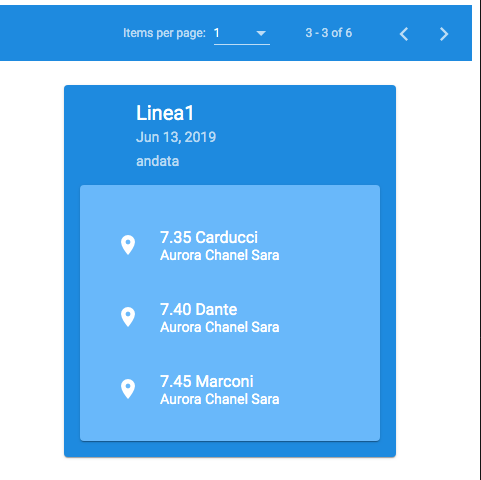 Items per page: 1 3 - 3 of 6
Linea1
Jun 13, 2019
andata
7.35 Carducci
Aurora Chanel Sara
7.40 Dante
Aurora Chanel Sara
7.45 Marconi
Aurora Chanel Sara